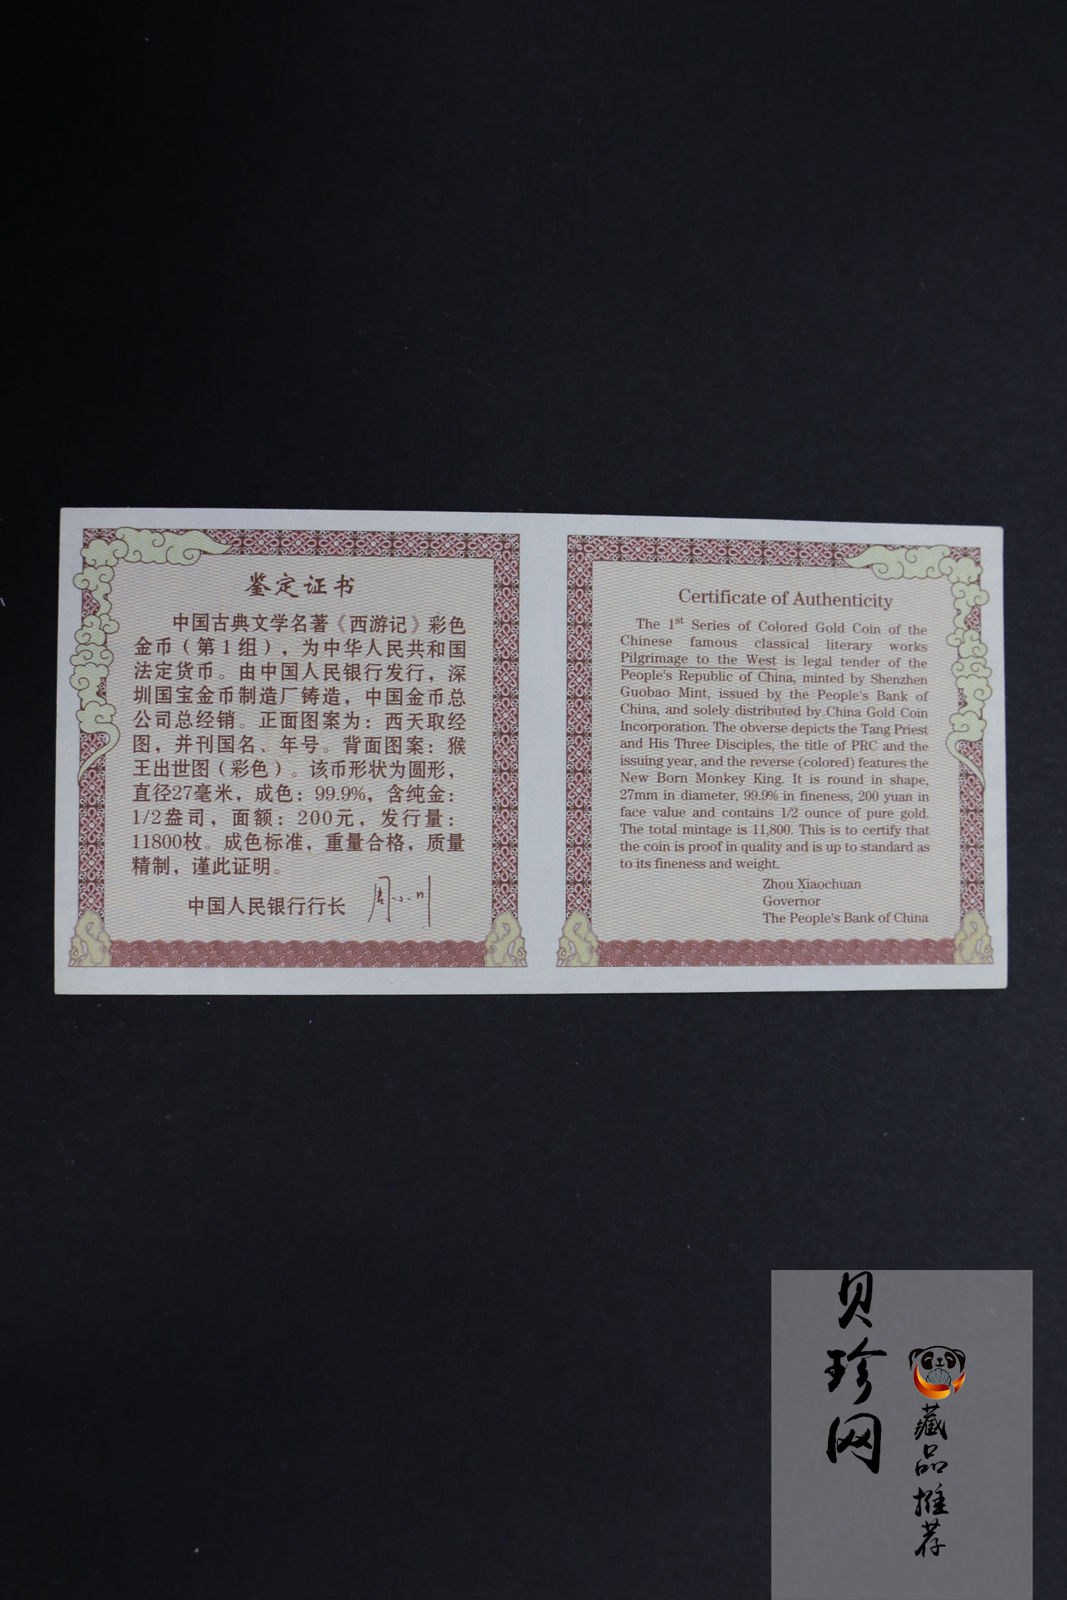 鉴定证书
中国古典文学名著《西游记》彩色
金币（第1组），为中华人民共和国
法定货币。由中国人民银行发行，深
圳国宝金币制造厂铸造，中国金币总
公司总经销。正面图案为：西天取经
图，并刊国名、年号。背面图案：猴
王出世图（彩色）。该币形状为圆形，
直径27毫米，成色：99.9%，含纯金：
1/2盎司，面额：200元，发行量：
11800枚。成色标准，重量合格，质量
精制，谨此证明。
中国人民银行行长 周小川
Certificate of Authenticity
The 1st Series of Colored Gold Coin of the
Chinese famous classical literary works
Pilgrimage to the West is legal tender of the
People's Republic of China, minted by Shenzhen
Guobao Mint, issued by the People's Bank of
China, and solely distributed by China Gold Coin
Incorporation. The obverse depicts the Tang Priest
and His Three Disciples, the title of PRC and the
issuing year, and the reverse (colored) features the
New Born Monkey King. It is round in shape,
27mm in diameter, 99.9% in fineness, 200 yuan in
face value and contains 1/2 ounce of pure gold.
The total mintage is 11,800. This is to certify that
the coin is proof in quality and is up to standard as
to its fineness and weight.
Zhou Xiaochuan
Governor
The People's Bank of China
贝珍网
藏品推荐